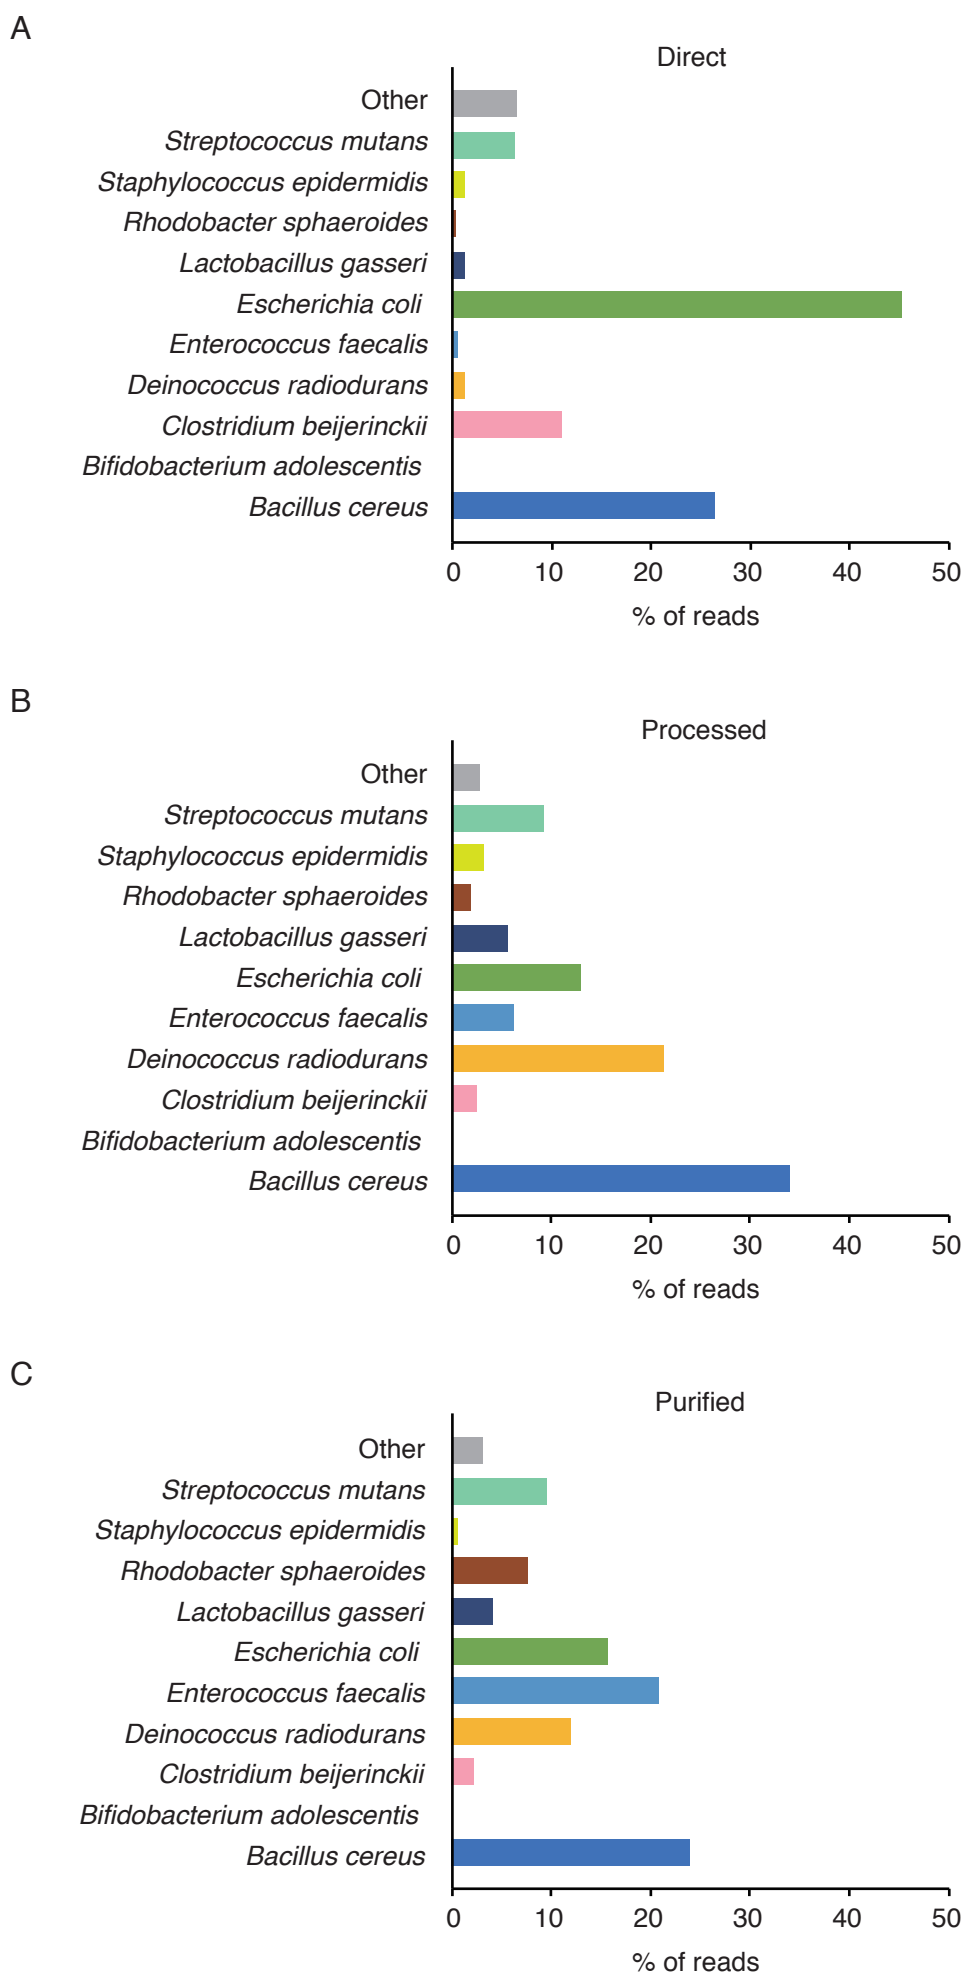 A
Direct
Other
Streptococcus mutans
Staphylococcus epidermidis
Rhodobacter sphaeroides
Lactobacillus gasseri
Escherichia coli
Enterococcus faecalis
Deinococcus radiodurans
Clostridium beijerinckii
Bifidobacterium adolescentis
Bacillus cereus
0 10 20 30 40 50
% of reads
B
Processed
Other
Streptococcus mutans
Staphylococcus epidermidis
Rhodobacter sphaeroides
Lactobacillus gasseri
Escherichia coli
Enterococcus faecalis
Deinococcus radiodurans
Clostridium beijerinckii
Bifidobacterium adolescentis
Bacillus cereus
0 10 20 30 40 50
% of reads
C
Purified
Other
Streptococcus mutans
Staphylococcus epidermidis
Rhodobacter sphaeroides
Lactobacillus gasseri
Escherichia coli
Enterococcus faecalis
Deinococcus radiodurans
Clostridium beijerinckii
Bifidobacterium adolescentis
Bacillus cereus
0 10 20 30 40 50
% of reads